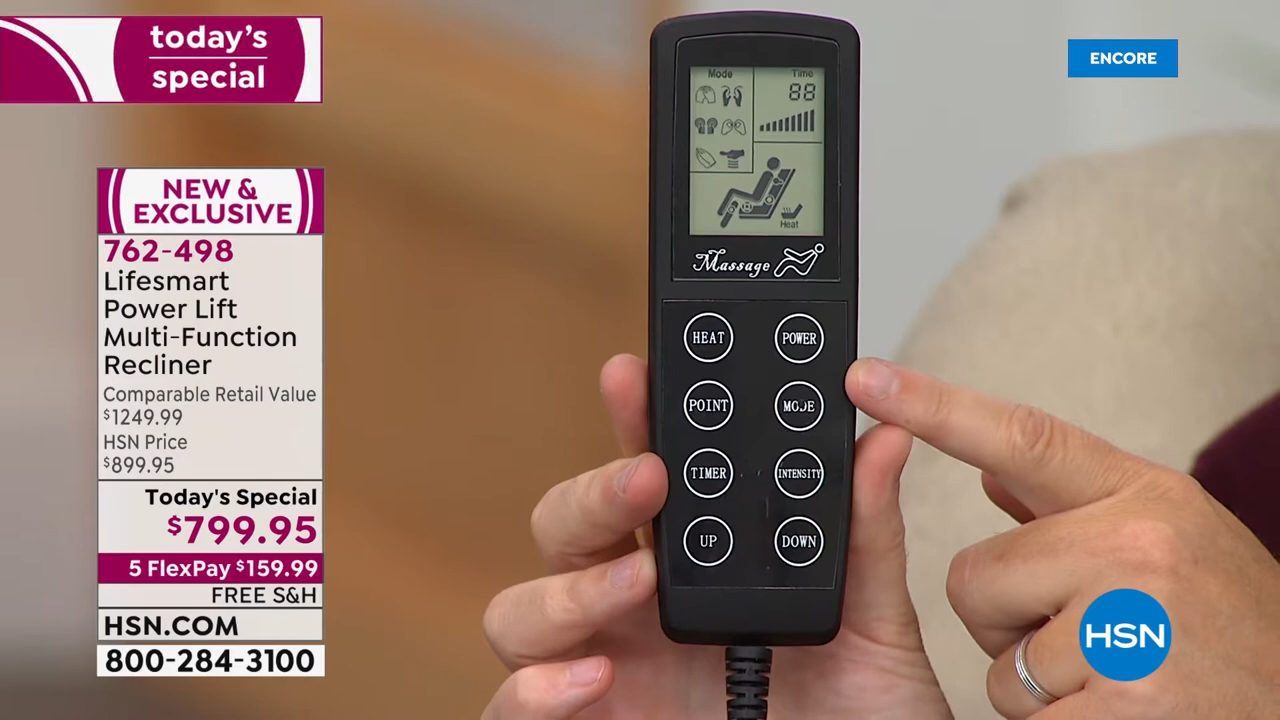 today's
special
ENCORE
NEW &
EXCLUSIVE
762-498
Lifesmart
Power Lift
Multi-Function
Recliner
Comparable Retail Value
$1249.99
HSN Price
$899.95
Today's Special
$799.95
5 FlexPay $159.99
FREE S&H
HSN.COM
800-284-3100
Mode Time
88
Heat
Massage
HEAT POWER
POINT MODE
TIMER INTENSITY
UP DOWN
HSN